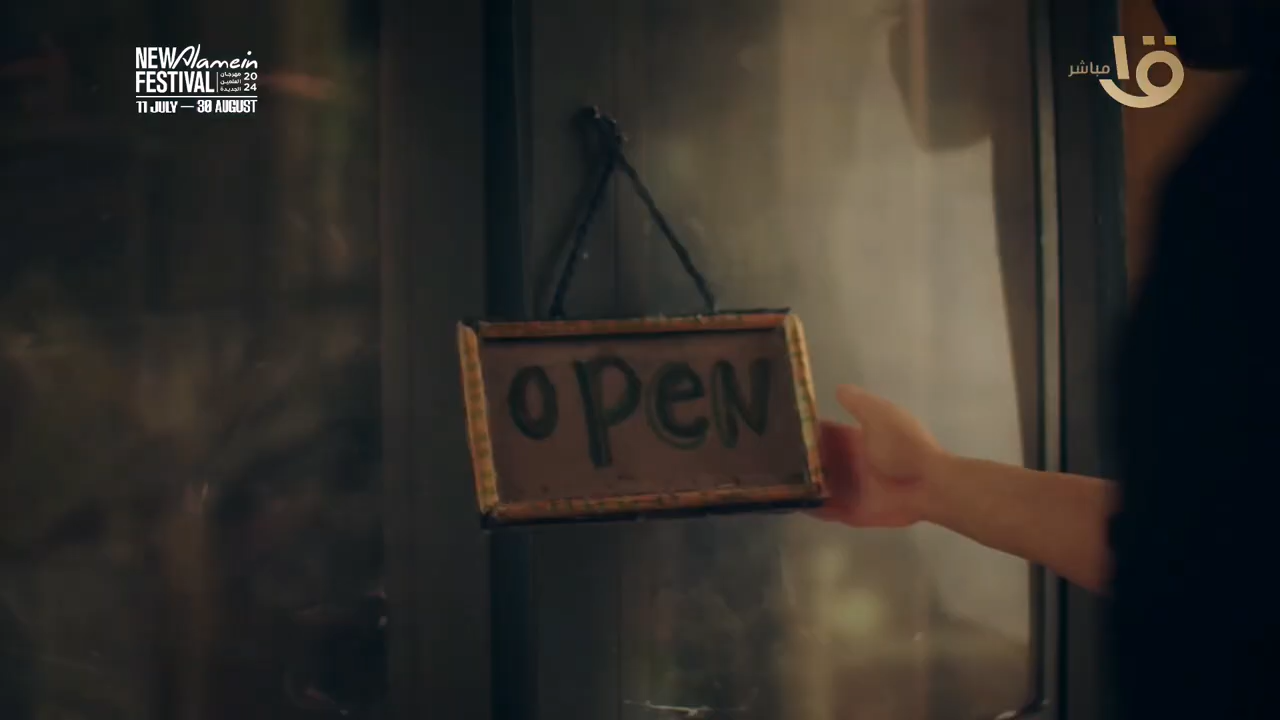 NEW Alamein
FESTIVAL
مهرجان
العلمين
الجديدة
20
24
11 JULY — 30 AUGUST
مباشر
open